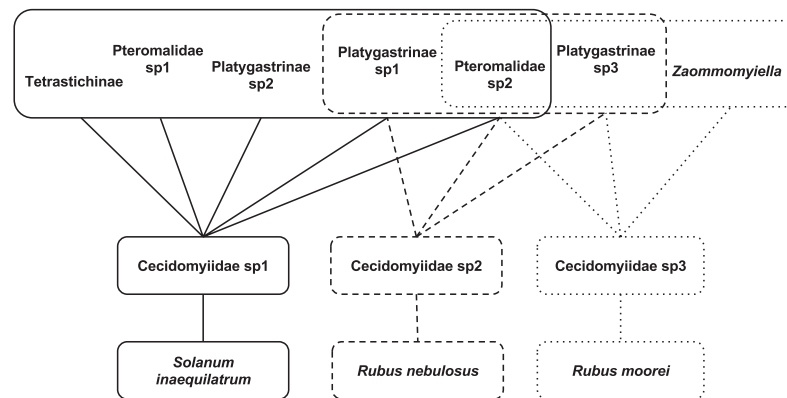 Tetrastichinae
Pteromalidae
sp1
Platygastrinae
sp2
Platygastrinae
sp1
Pteromalidae
sp2
Platygastrinae
sp3
Zaommomyiella
Cecidomyiidae sp1
Cecidomyiidae sp2
Cecidomyiidae sp3
Solanum
inaequilatrum
Rubus nebulosus
Rubus moorei